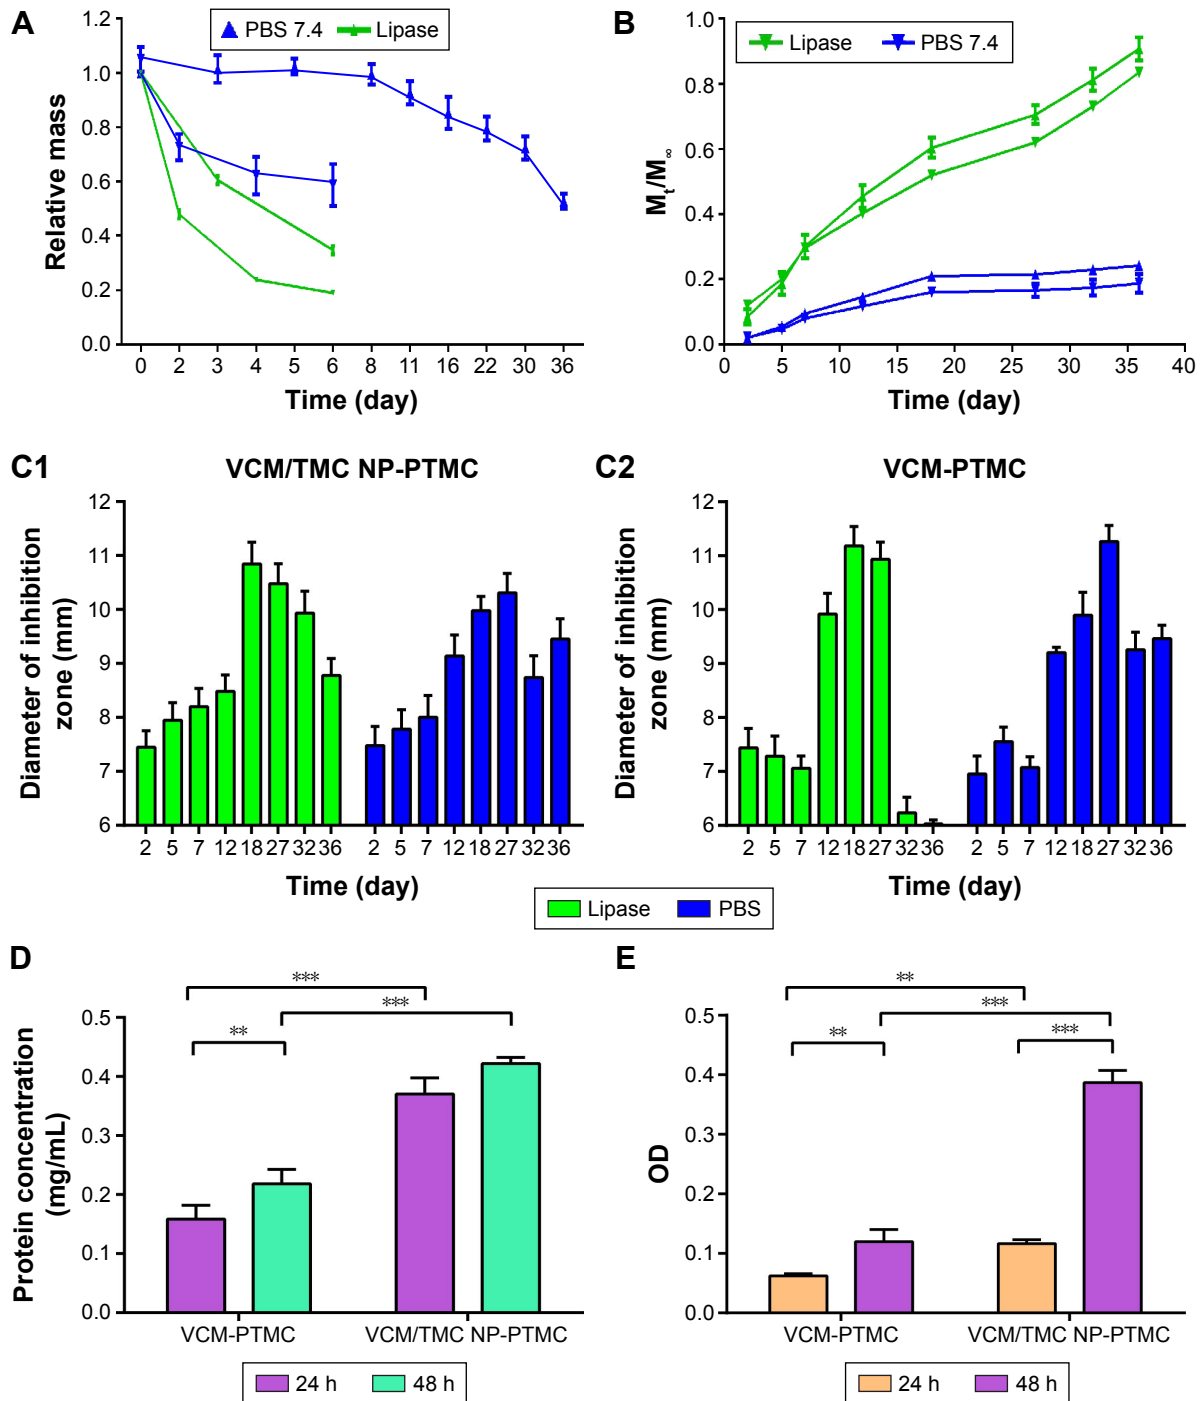 A
PBS 7.4
Lipase
Relative mass
1.2
1.0
0.8
0.6
0.4
0.2
0.0
0 2 3 4 5 6 8 11 16 22 30 36
Time (day)
B
Lipase
PBS 7.4
Mt/M∞
1.0
0.8
0.6
0.4
0.2
0.0
0 5 10 15 20 25 30 35 40
Time (day)
C1
VCM/TMC NP-PTMC
Diameter of inhibition
zone (mm)
12
11
10
9
8
7
6
2 5 7 12 18 27 32 36 2 5 7 12 18 27 32 36
Time (day)
C2
VCM-PTMC
Diameter of inhibition
zone (mm)
12
11
10
9
8
7
6
2 5 7 12 18 27 32 36 2 5 7 12 18 27 32 36
Time (day)
Lipase
PBS
D
Protein concentration
(mg/mL)
0.5
0.4
0.3
0.2
0.1
0.0
***
***
**
VCM-PTMC
VCM/TMC NP-PTMC
24 h
48 h
E
OD
0.5
0.4
0.3
0.2
0.1
0.0
**
***
**
***
VCM-PTMC
VCM/TMC NP-PTMC
24 h
48 h